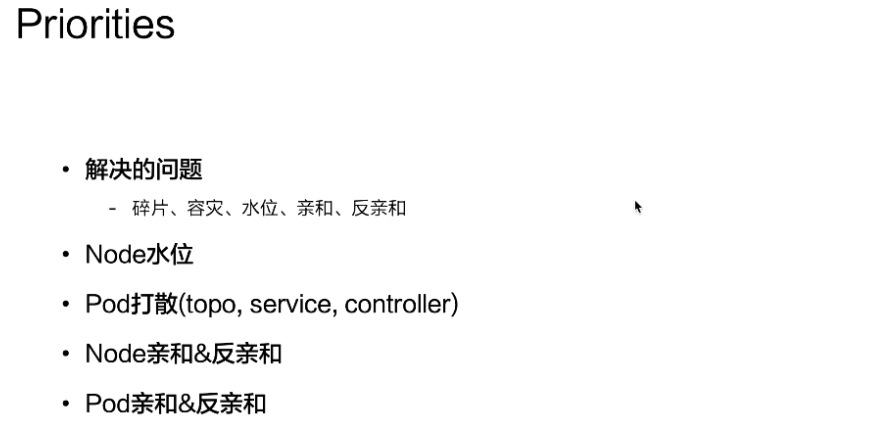 Priorities
• 解决的问题
- 碎片、容灾、水位、亲和、反亲和
• Node水位
• Pod打散(topo, service, controller)
• Node亲和&反亲和
• Pod亲和&反亲和